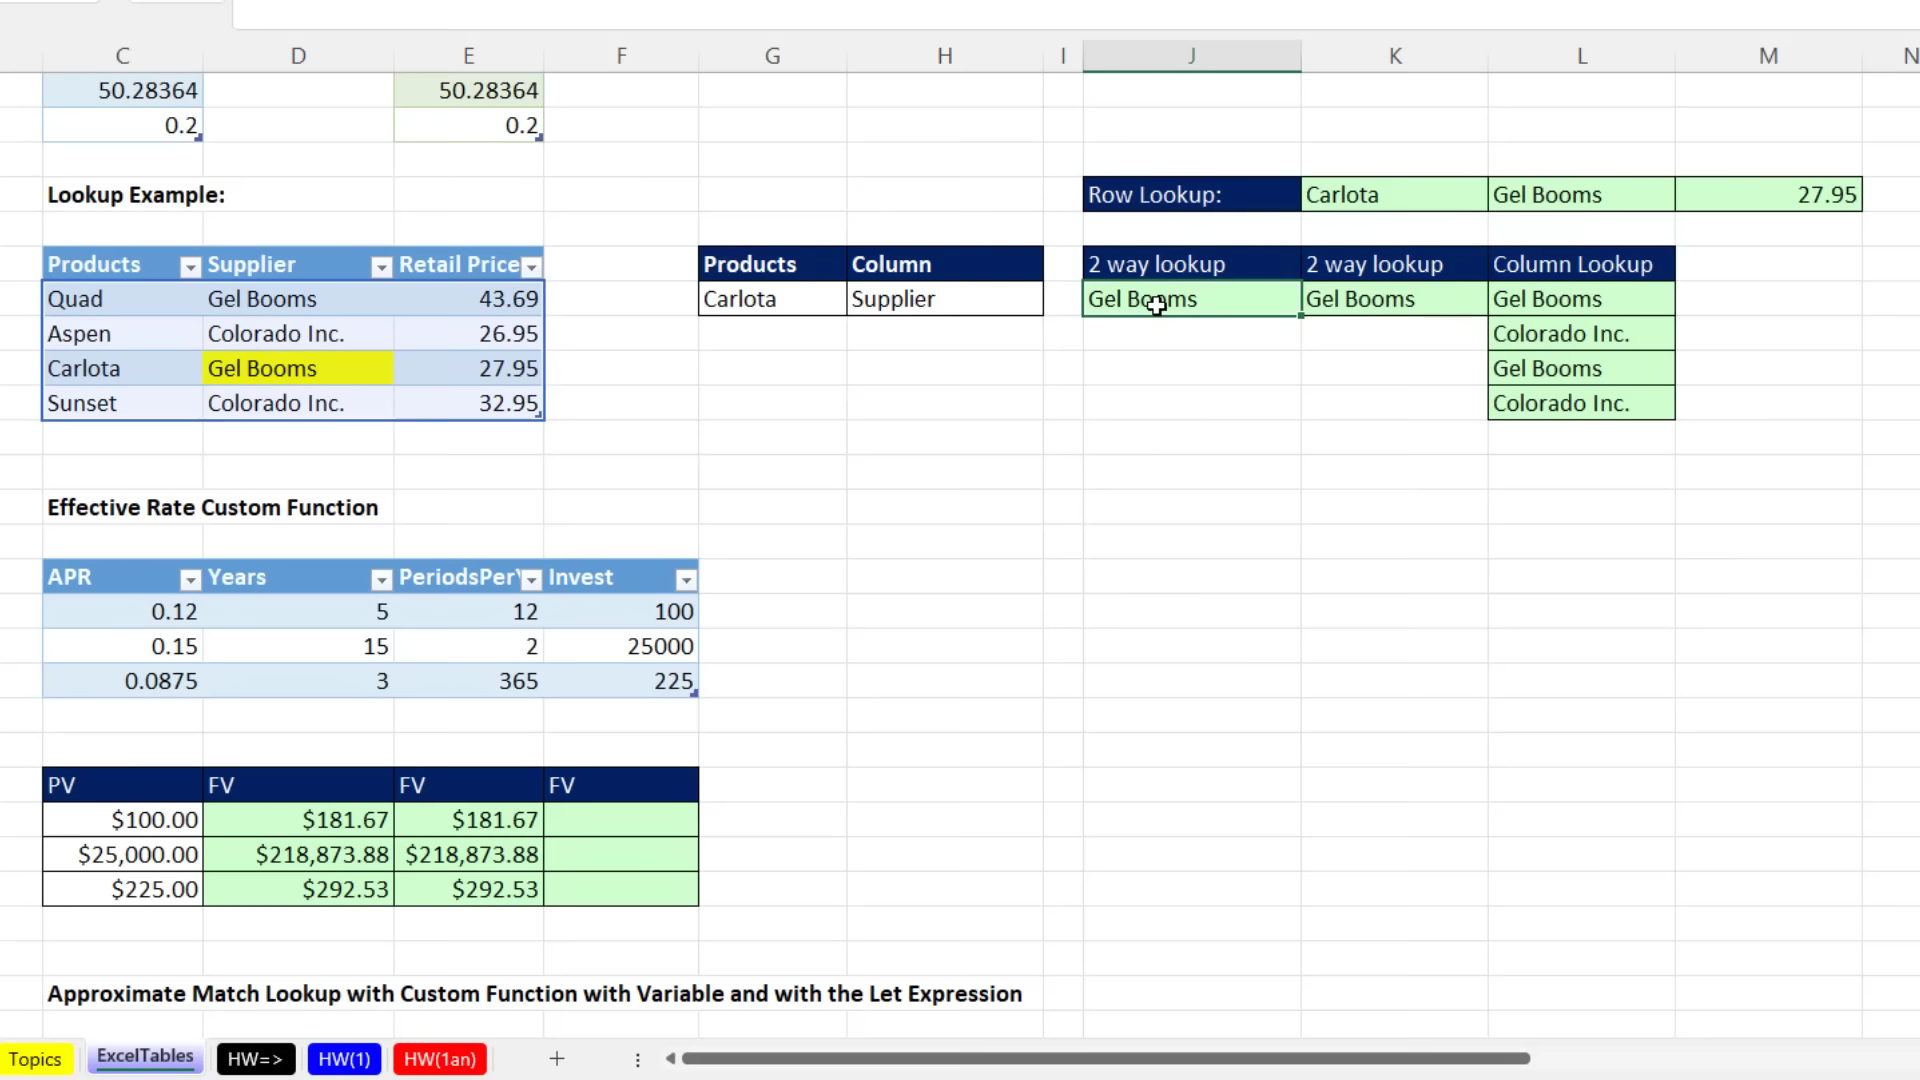 C D E F G H I J K L M N
50.28364 50.28364
0.2 0.2
Lookup Example: Row Lookup: Carlota Gel Booms 27.95
Products Supplier Retail Price Products Column 2 way lookup 2 way lookup Column Lookup
Quad Gel Booms 43.69 Carlota Supplier Gel Booms Gel Booms Gel Booms
Aspen Colorado Inc. 26.95 Colorado Inc.
Carlota Gel Booms 27.95 Gel Booms
Sunset Colorado Inc. 32.95 Colorado Inc.
Effective Rate Custom Function
APR Years PeriodsPerY Invest
0.12 5 12 100
0.15 15 2 25000
0.0875 3 365 225
PV FV FV FV
$100.00 $181.67 $181.67
$25,000.00 $218,873.88 $218,873.88
$225.00 $292.53 $292.53
Approximate Match Lookup with Custom Function with Variable and with the Let Expression
Topics ExcelTables HW=> HW(1) HW(1an)